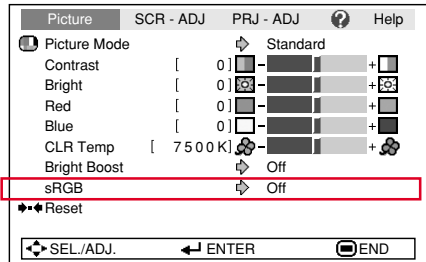 Picture SCR - ADJ PRJ - ADJ ? Help
Picture Mode Standard
Contrast [ 0] - +
Bright [ 0] - +
Red [ 0] - +
Blue [ 0] - +
CLR Temp [ 7500K] - +
Bright Boost Off
sRGB Off
Reset
SEL./ADJ. ENTER END